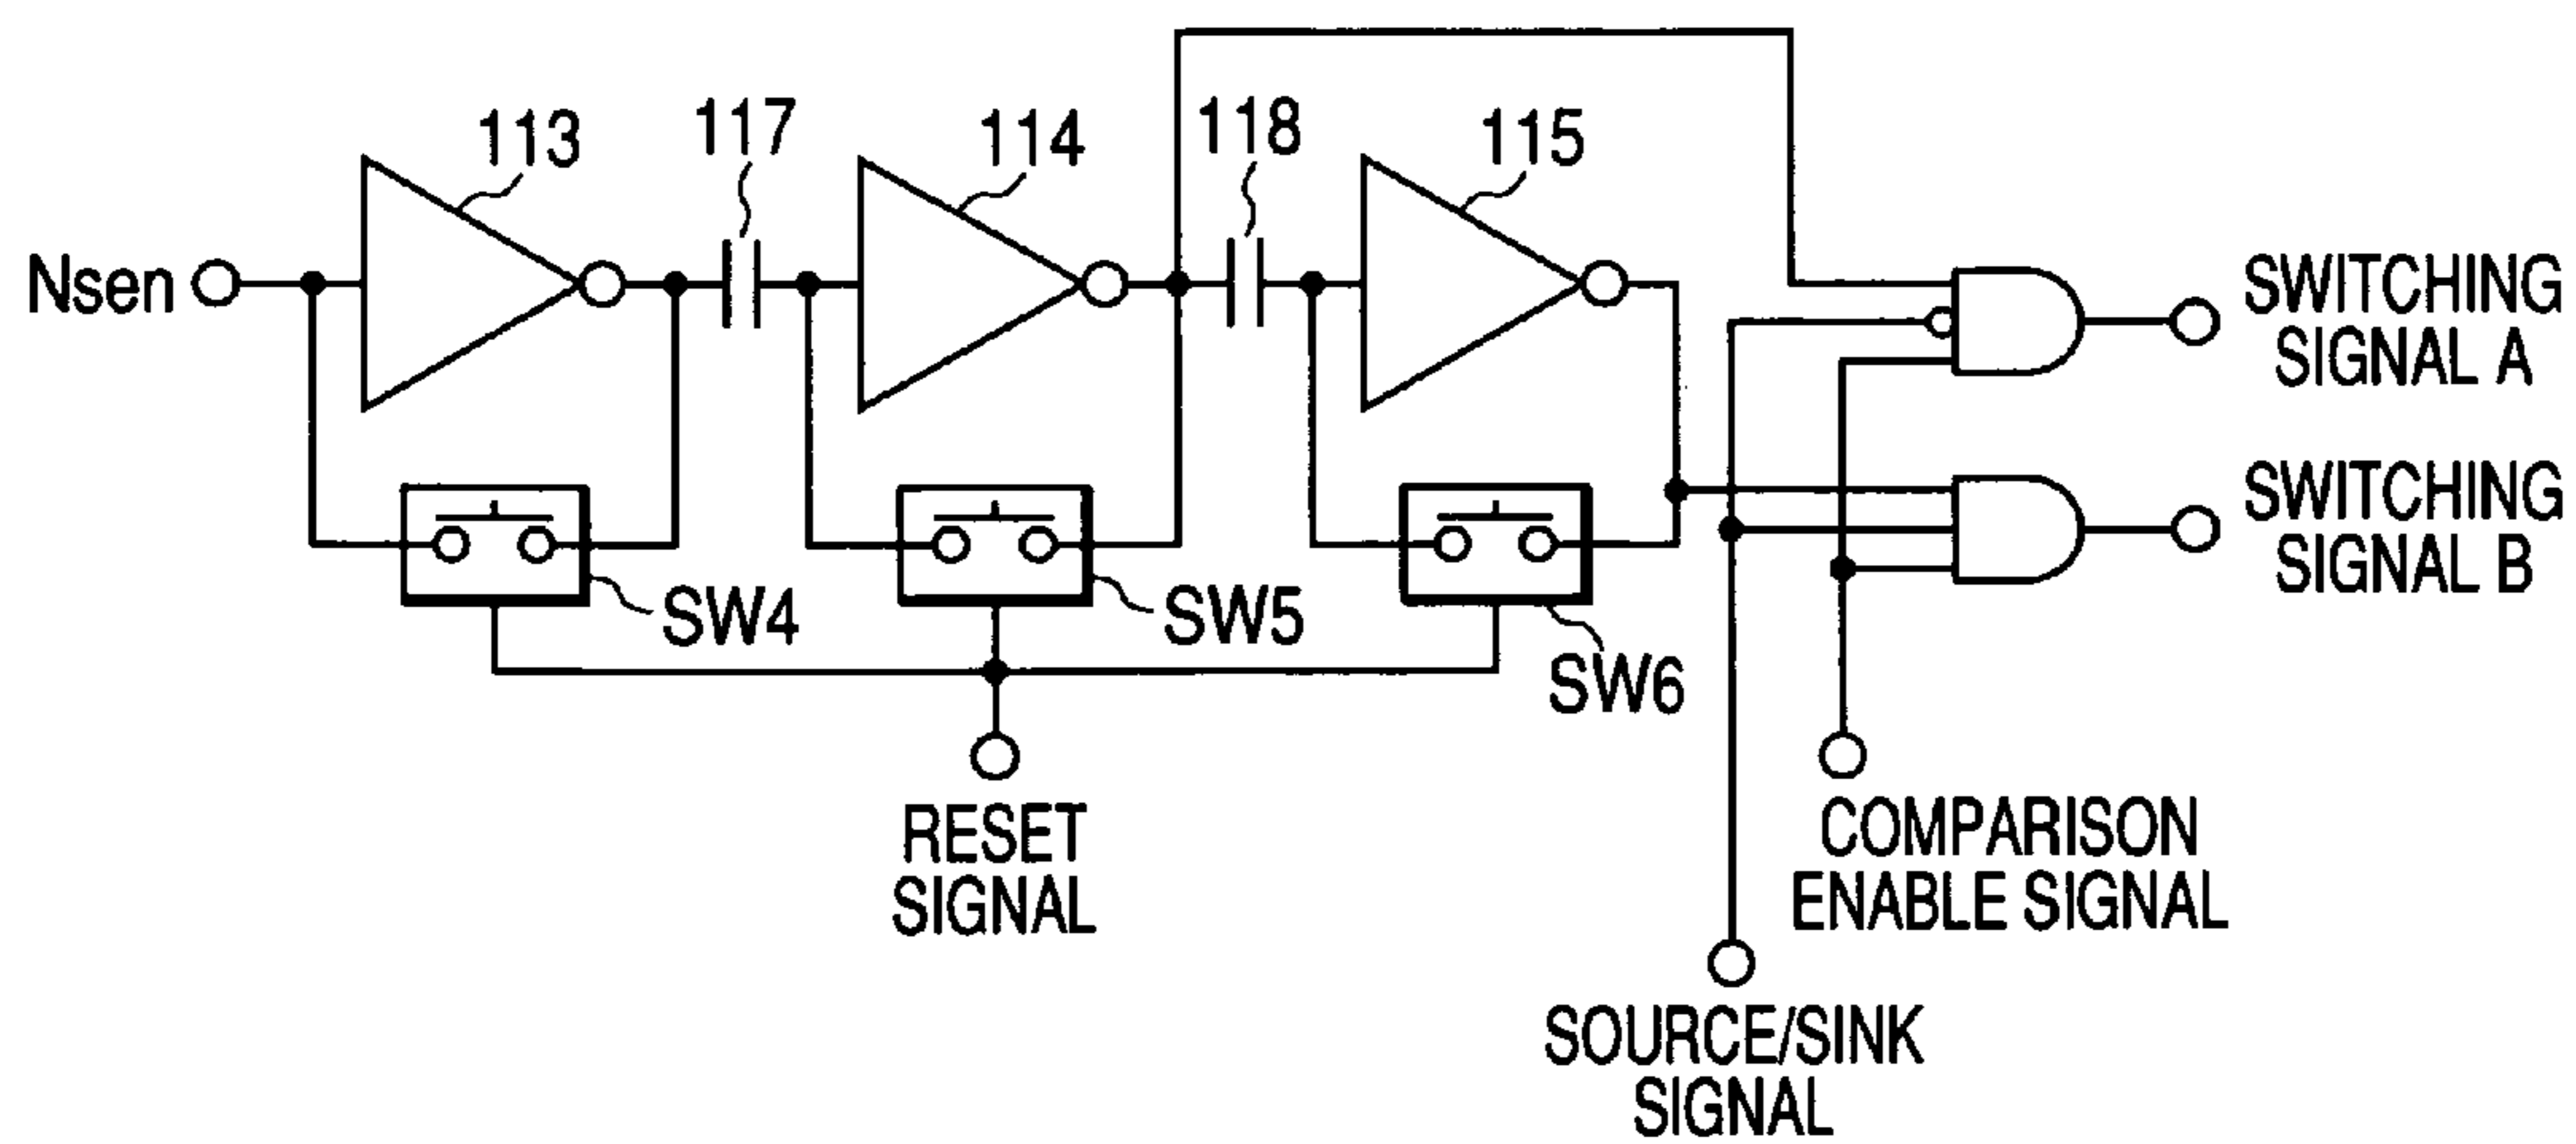 113
117
114
118
115
Nsen
SWITCHING
SIGNAL A
SWITCHING
SIGNAL B
SW4
SW5
SW6
RESET
SIGNAL
COMPARISON
ENABLE SIGNAL
SOURCE/SINK
SIGNAL